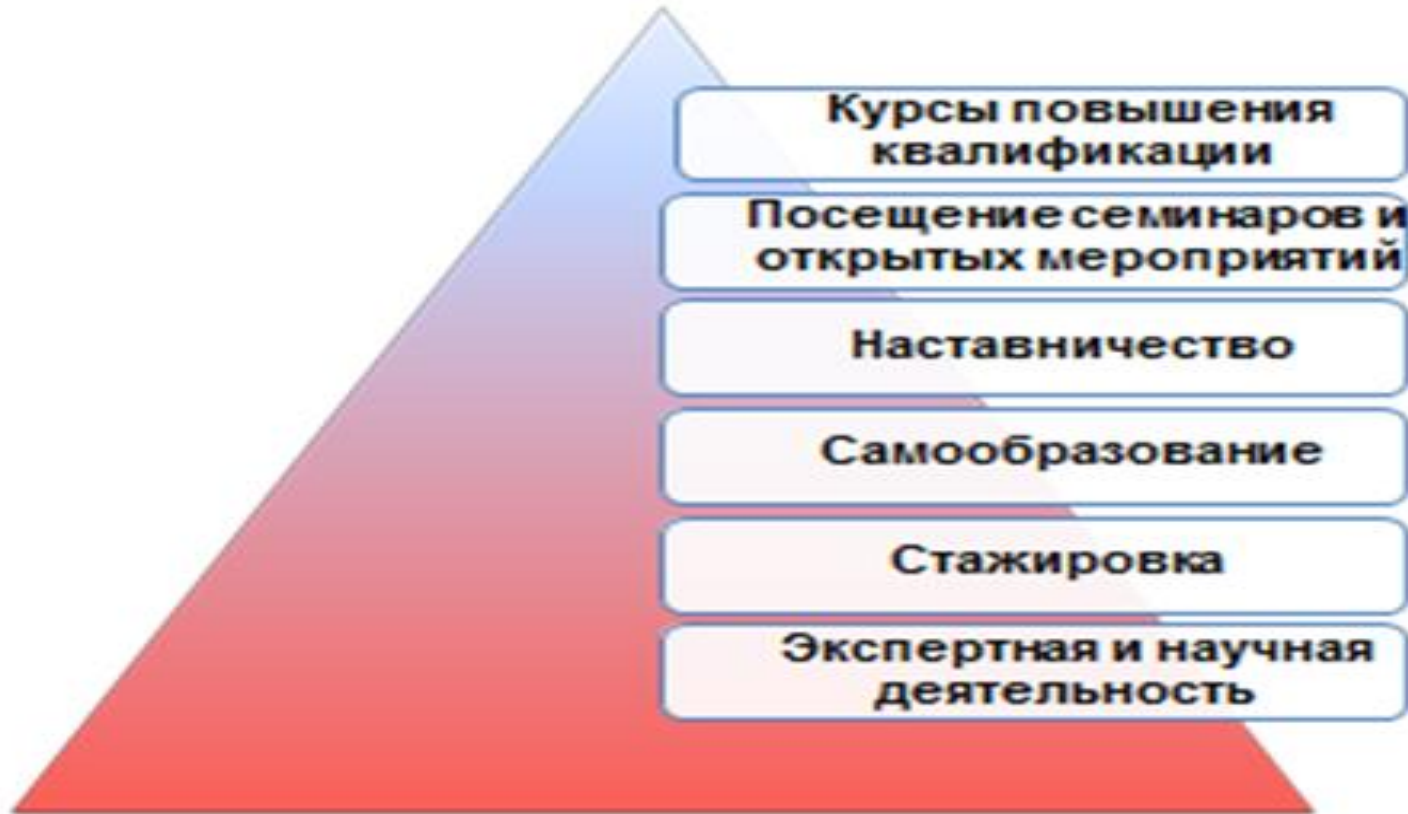 Курсы повышения
квалификации
Посещение семинаров и
открытых мероприятий
Наставничество
Самообразование
Стажировка
Экспертная и научная
деятельность